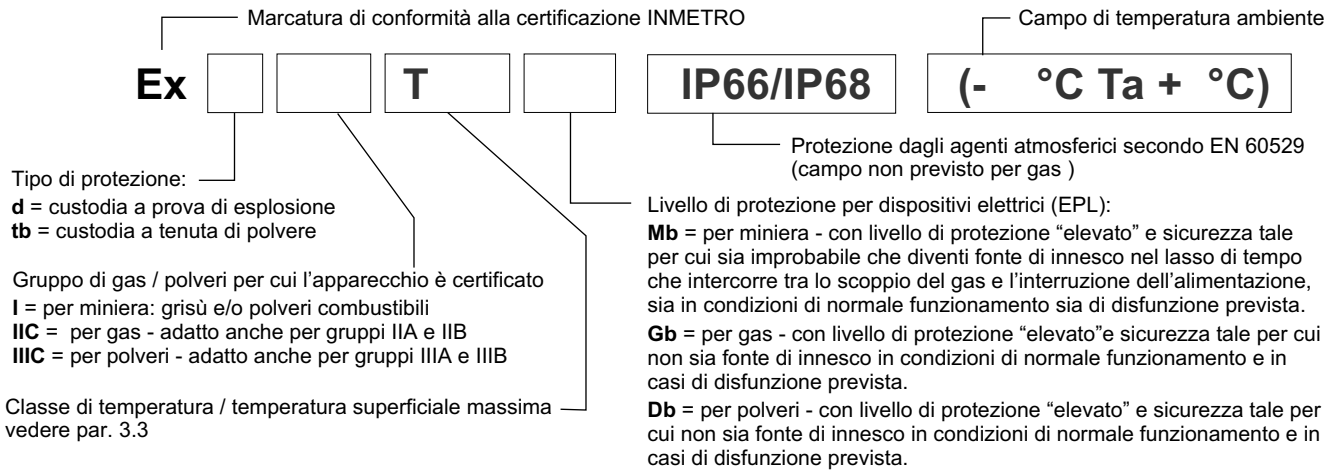 Marcatura di conformità alla certificazione INMETRO
Campo di temperatura ambiente
Ex T IP66/IP68 (- °C Ta + °C)
Protezione dagli agenti atmosferici secondo EN 60529
(campo non previsto per gas )
Tipo di protezione:
d = custodia a prova di esplosione
tb = custodia a tenuta di polvere
Gruppo di gas / polveri per cui l'apparecchio è certificato
I = per miniera: grisù e/o polveri combustibili
IIC = per gas - adatto anche per gruppi IIA e IIB
IIIC = per polveri - adatto anche per gruppi IIIA e IIIB
Classe di temperatura / temperatura superficiale massima
vedere par. 3.3
Livello di protezione per dispositivi elettrici (EPL):
Mb = per miniera - con livello di protezione “elevato” e sicurezza tale
per cui sia improbabile che diventi fonte di innesco nel lasso di tempo
che intercorre tra lo scoppio del gas e l'interruzione dell'alimentazione,
sia in condizioni di normale funzionamento sia di disfunzione prevista.
Gb = per gas - con livello di protezione “elevato”e sicurezza tale per cui
non sia fonte di innesco in condizioni di normale funzionamento e in
casi di disfunzione prevista.
Db = per polveri - con livello di protezione “elevato” e sicurezza tale per
cui non sia fonte di innesco in condizioni di normale funzionamento e in
casi di disfunzione prevista.